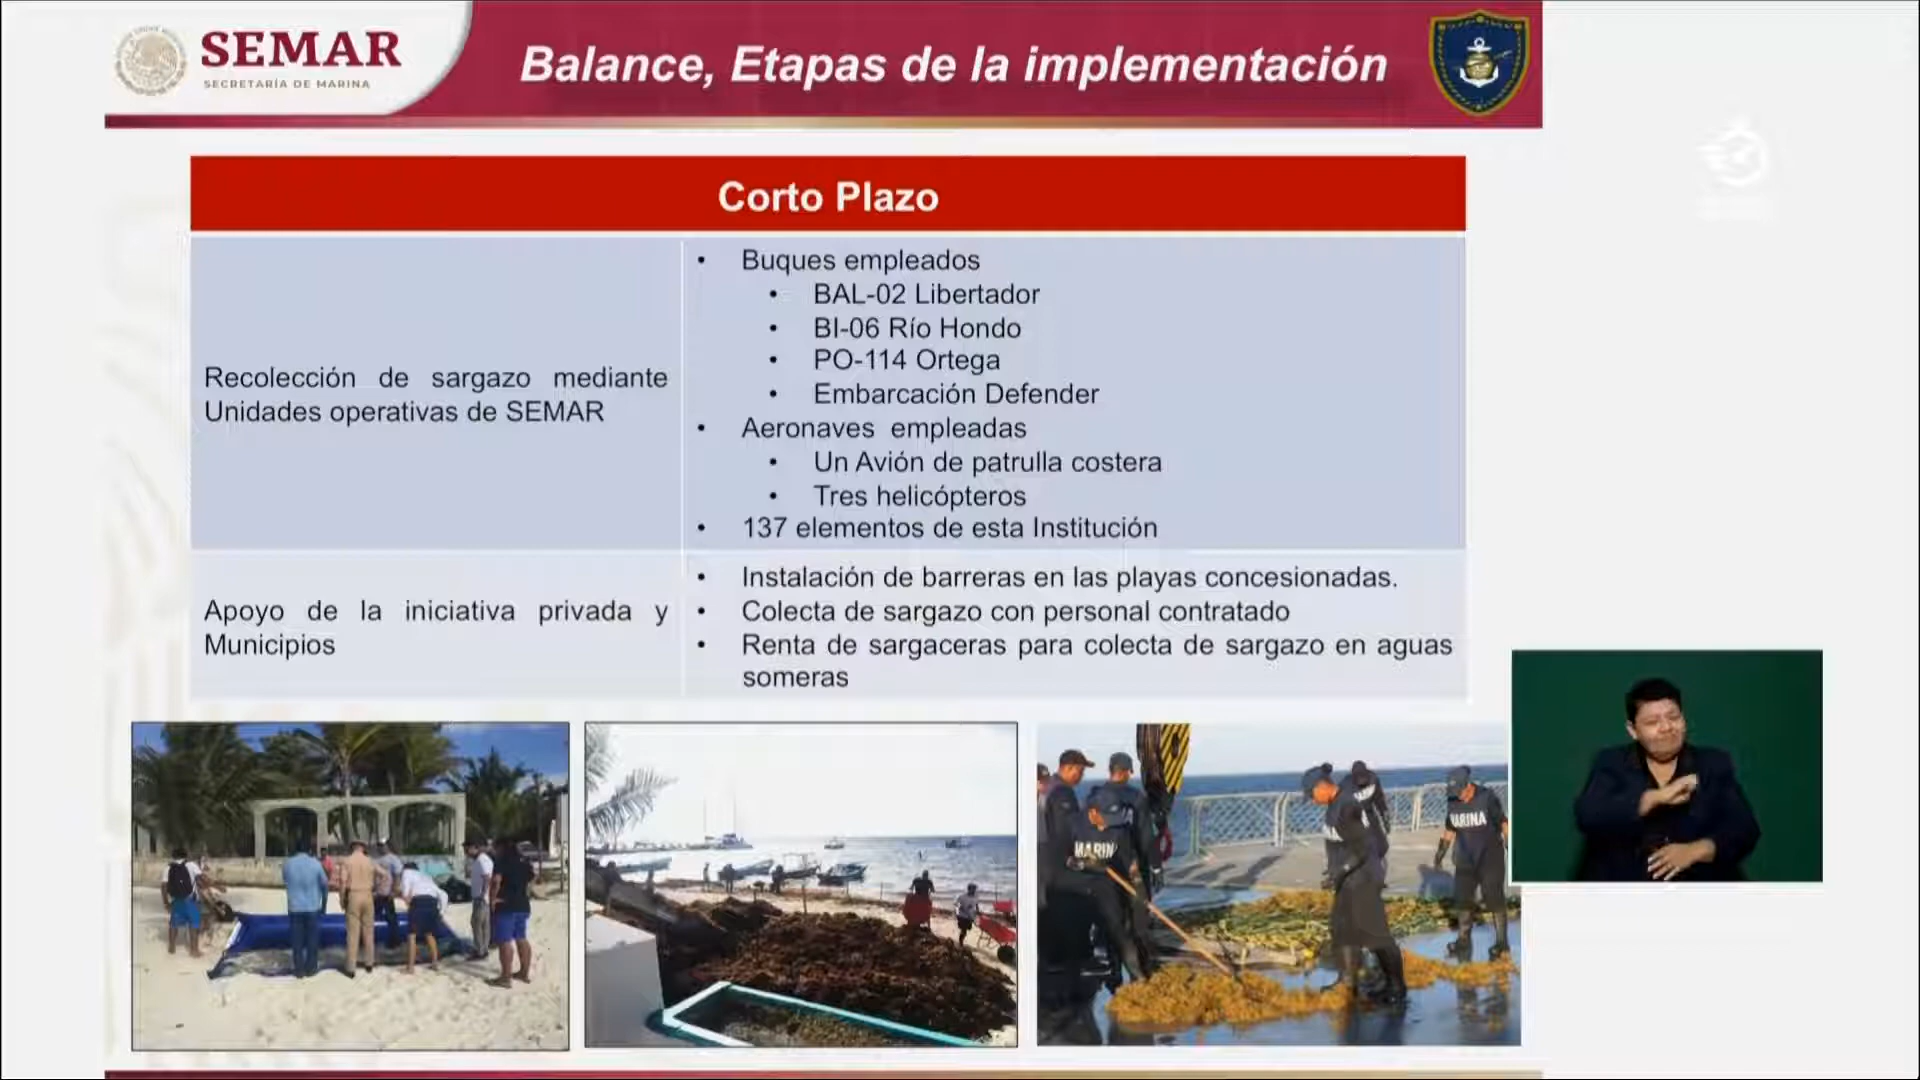 SEMAR
SECRETARÍA DE MARINA
Balance, Etapas de la implementación
Corto Plazo
Recolección de sargazo mediante
Unidades operativas de SEMAR
• Buques empleados
• BAL-02 Libertador
• BI-06 Río Hondo
• PO-114 Ortega
• Embarcación Defender
• Aeronaves empleadas
• Un Avión de patrulla costera
• Tres helicópteros
• 137 elementos de esta Institución
Apoyo de la iniciativa privada y
Municipios
• Instalación de barreras en las playas concesionadas.
• Colecta de sargazo con personal contratado
• Renta de sargaceras para colecta de sargazo en aguas
someras
MARINA